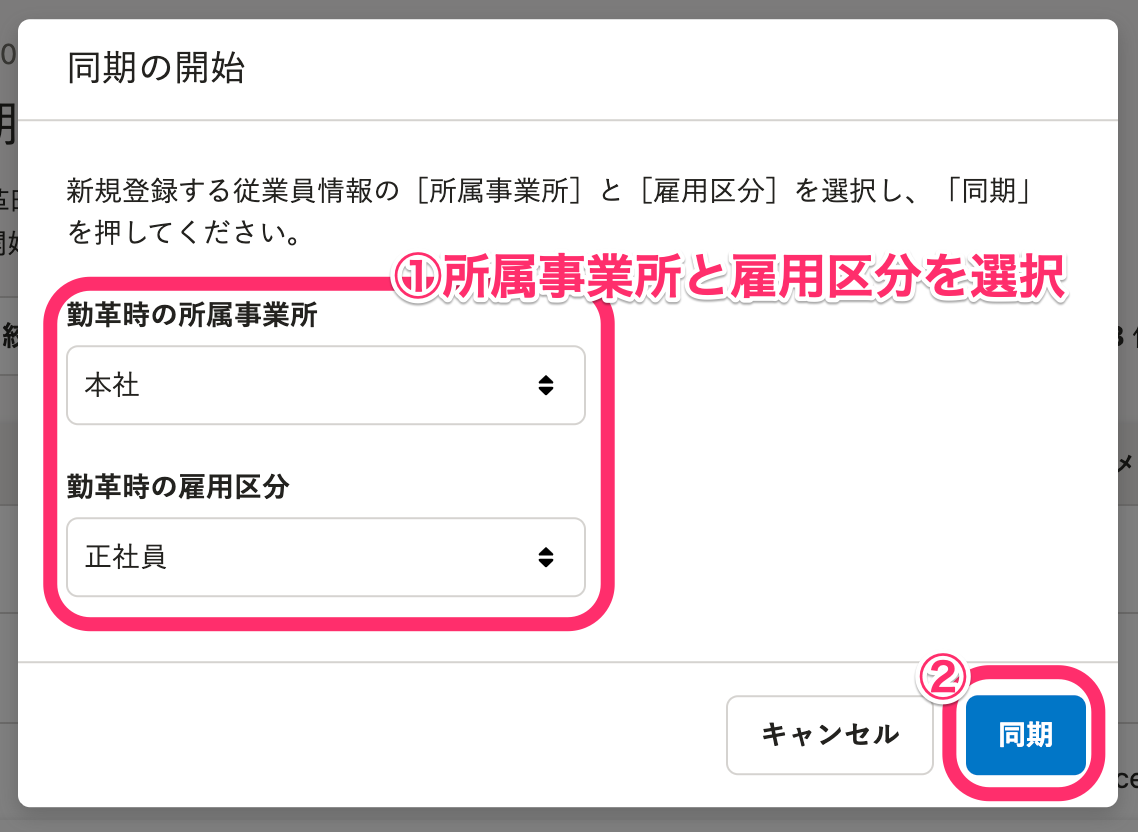 同期の開始
新規登録する従業員情報の［所属事業所］と［雇用区分］を選択し、「同期」
を押してください。
①所属事業所と雇用区分を選択
勤革時の所属事業所
本社
勤革時の雇用区分
正社員
②
キャンセル
同期